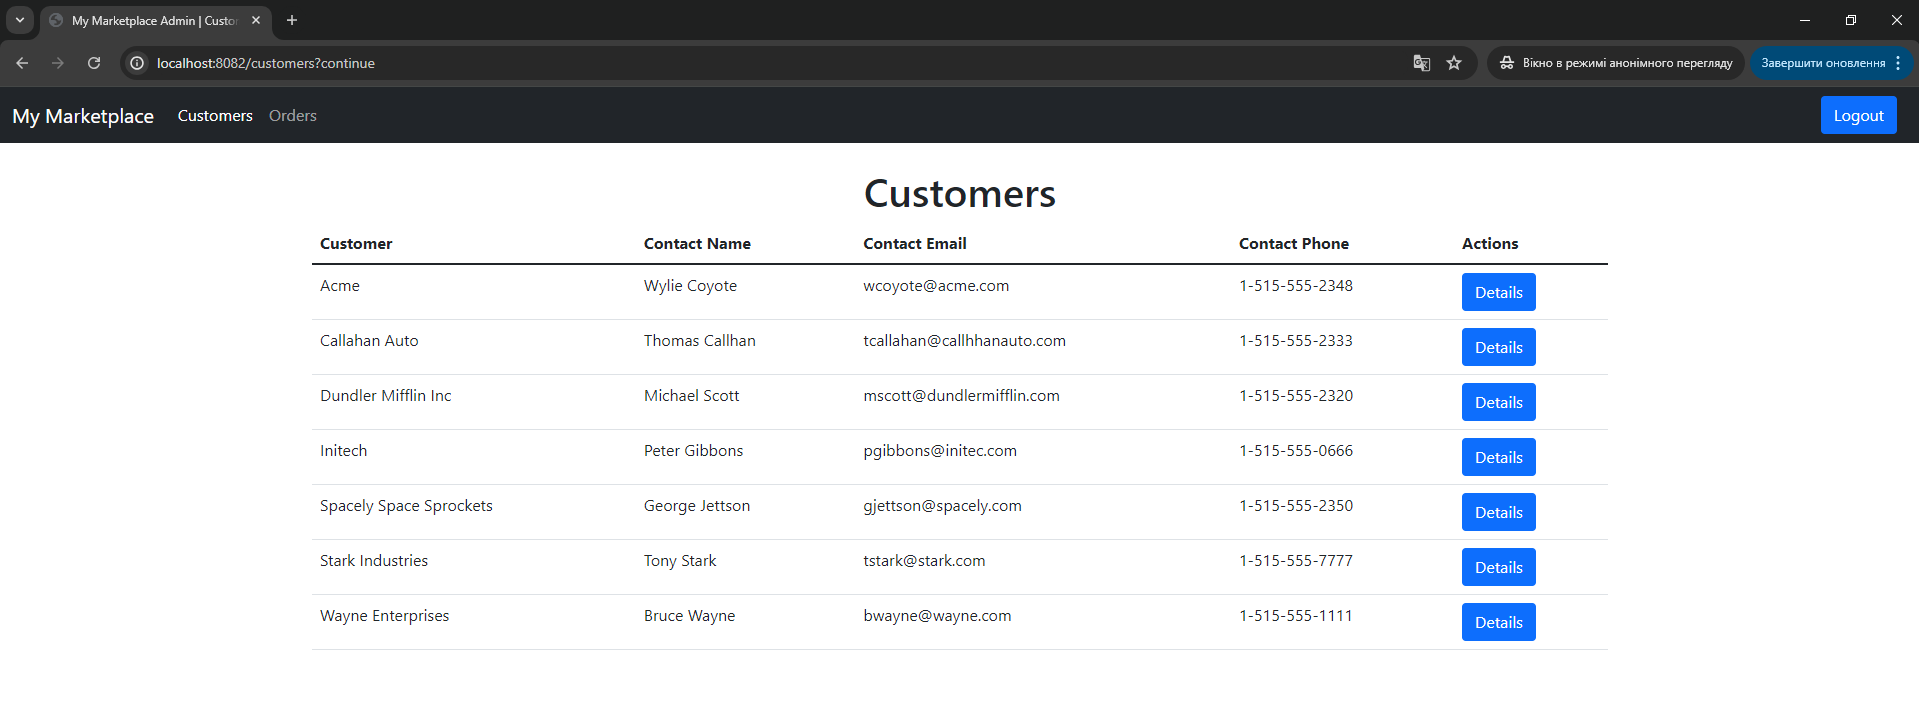 My Marketplace Admin | Custo
localhost:8082/customers?continue
Вікно в режимі анонімного перегляду
Завершити оновлення
My Marketplace Customers Orders Logout
Customers
Customer Contact Name Contact Email Contact Phone Actions
Acme Wylie Coyote wcoyote@acme.com 1-515-555-2348 Details
Callahan Auto Thomas Callhan tcallahan@callhhanauto.com 1-515-555-2333 Details
Dundler Mifflin Inc Michael Scott mscott@dundlermifflin.com 1-515-555-2320 Details
Initech Peter Gibbons pgibbons@initec.com 1-515-555-0666 Details
Spacely Space Sprockets George Jettson gjettson@spacely.com 1-515-555-2350 Details
Stark Industries Tony Stark tstark@stark.com 1-515-555-7777 Details
Wayne Enterprises Bruce Wayne bwayne@wayne.com 1-515-555-1111 Details